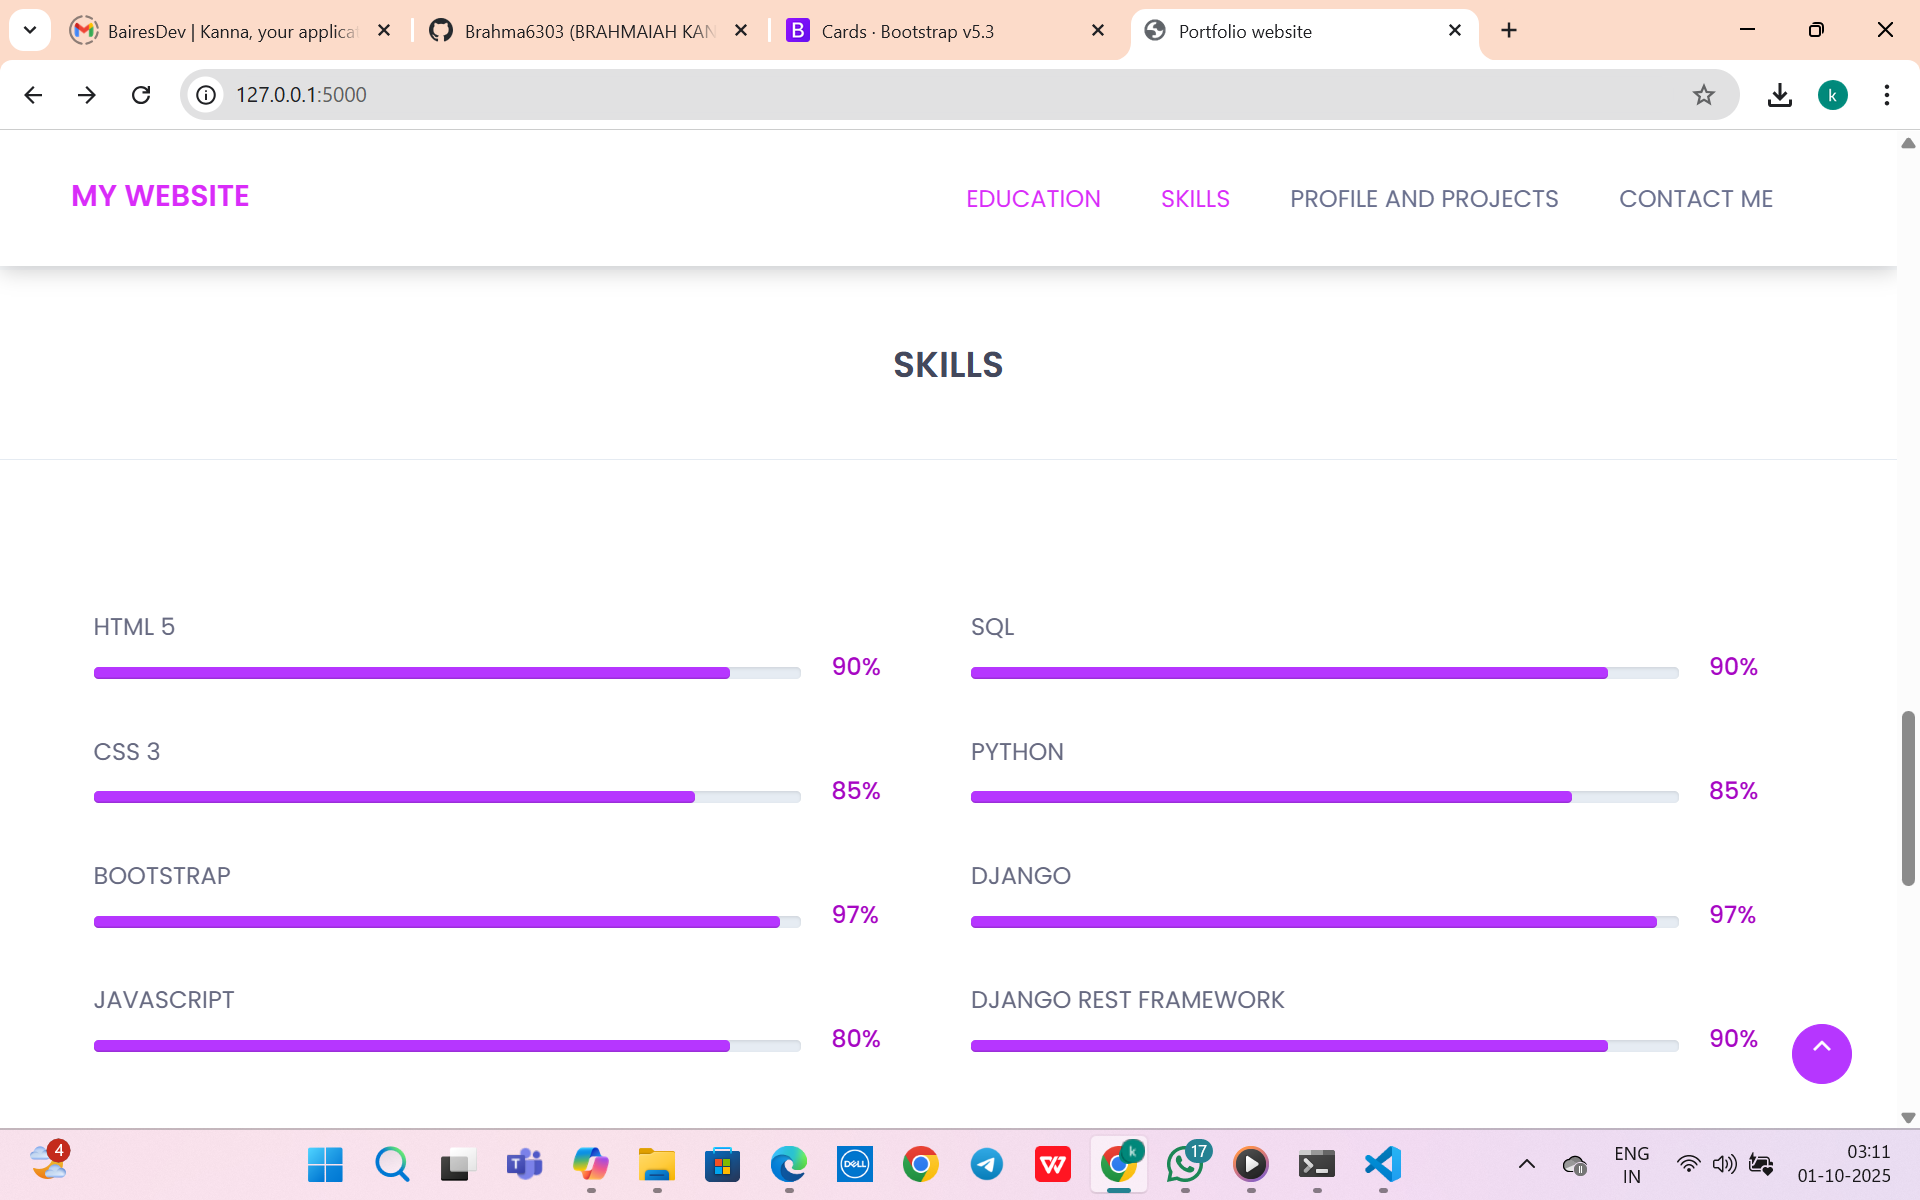 BairesDev | Kanna, your applica
Brahma6303 (BRAHMAIAH KAN
B Cards · Bootstrap v5.3
Portfolio website
127.0.0.1:5000
k
MY WEBSITE
EDUCATION SKILLS PROFILE AND PROJECTS CONTACT ME
SKILLS
HTML 5
90%
SQL
90%
CSS 3
85%
PYTHON
85%
BOOTSTRAP
97%
DJANGO
97%
JAVASCRIPT
80%
DJANGO REST FRAMEWORK
90%
4
T
DELL
W
k
17
ENG
IN
03:11
01-10-2025